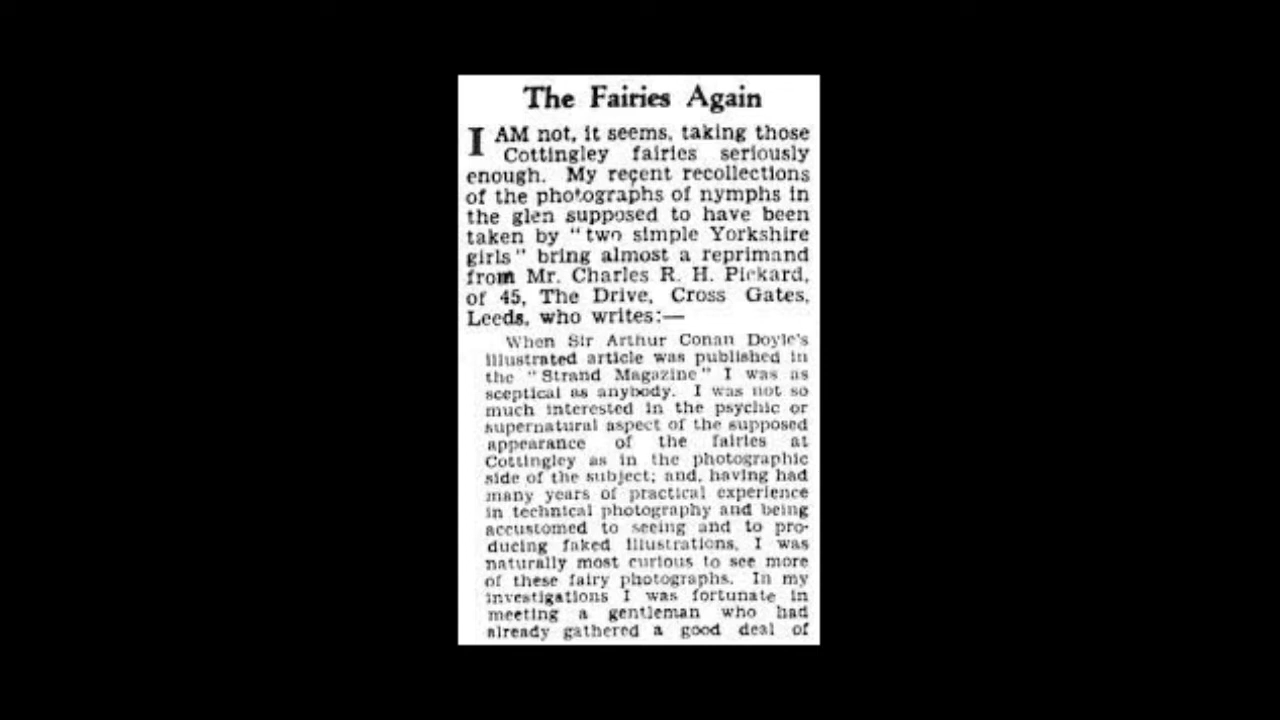 The Fairies Again
I AM not, it seems, taking those
Cottingley fairies seriously
enough. My recent recollections
of the photographs of nymphs in
the glen supposed to have been
taken by "two simple Yorkshire
girls" bring almost a reprimand
from Mr. Charles R. H. Pickard,
of 45, The Drive, Cross Gates,
Leeds, who writes:—
When Sir Arthur Conan Doyle's
illustrated article was published in
the "Strand Magazine" I was as
sceptical as anybody. I was not so
much interested in the psychic or
supernatural aspect of the supposed
appearance of the fairies at
Cottingley as in the photographic
side of the subject; and, having had
many years of practical experience
in technical photography and being
accustomed to seeing and to pro-
ducing faked illustrations, I was
naturally most curious to see more
of these fairy photographs. In my
investigations I was fortunate in
meeting a gentleman who had
already gathered a good deal of